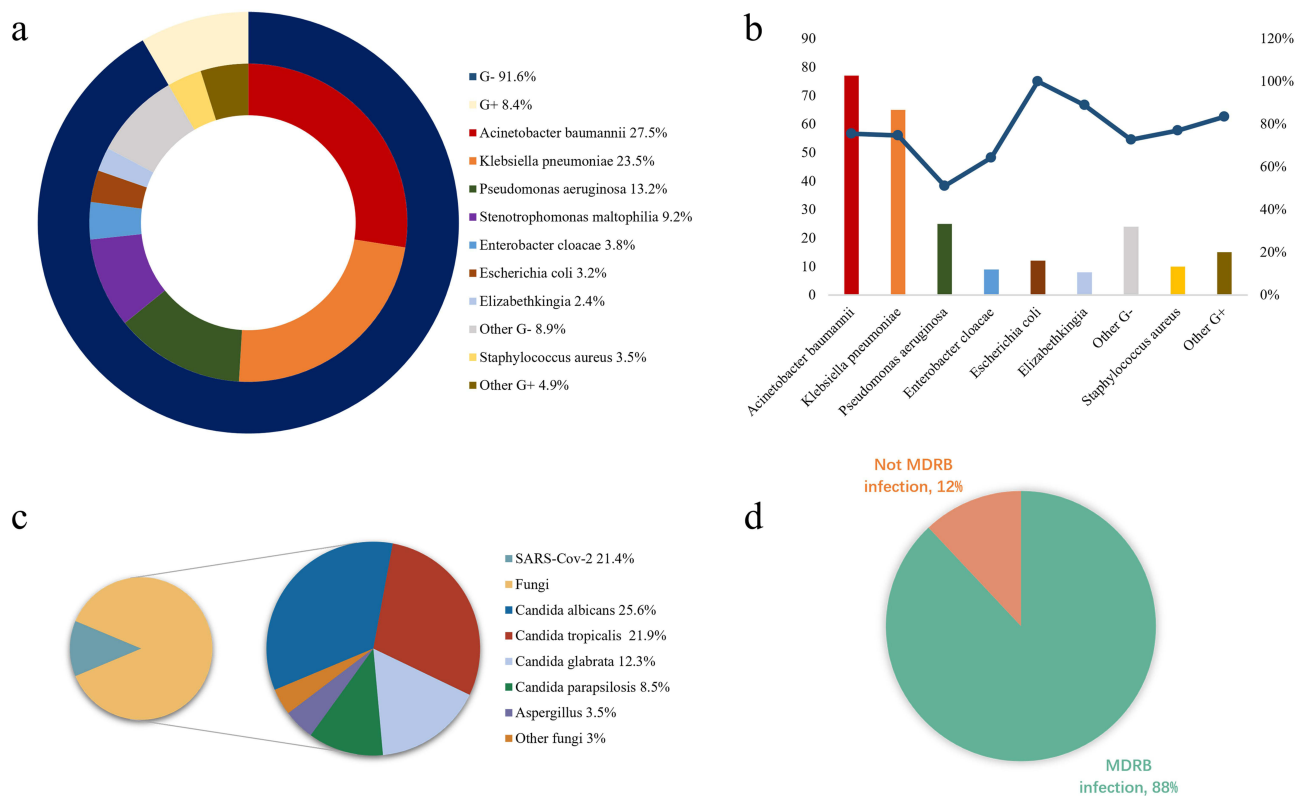 a
G- 91.6%
G+ 8.4%
Acinetobacter baumannii 27.5%
Klebsiella pneumoniae 23.5%
Pseudomonas aeruginosa 13.2%
Stenotrophomonas maltophilia 9.2%
Enterobacter cloacae 3.8%
Escherichia coli 3.2%
Elizabethkingia 2.4%
Other G- 8.9%
Staphylococcus aureus 3.5%
Other G+ 4.9%
b
90
80
70
60
50
40
30
20
10
0
120%
100%
80%
60%
40%
20%
0%
Acinetobacter baumannii
Klebsiella pneumoniae
Pseudomonas aeruginosa
Enterobacter cloacae
Escherichia coli
Elizabethkingia
Other G-
Staphylococcus aureus
Other G+
c
SARS-Cov-2 21.4%
Fungi
Candida albicans 25.6%
Candida tropicalis 21.9%
Candida glabrata 12.3%
Candida parapsilosis 8.5%
Aspergillus 3.5%
Other fungi 3%
d
Not MDRB
infection, 12%
MDRB
infection, 88%